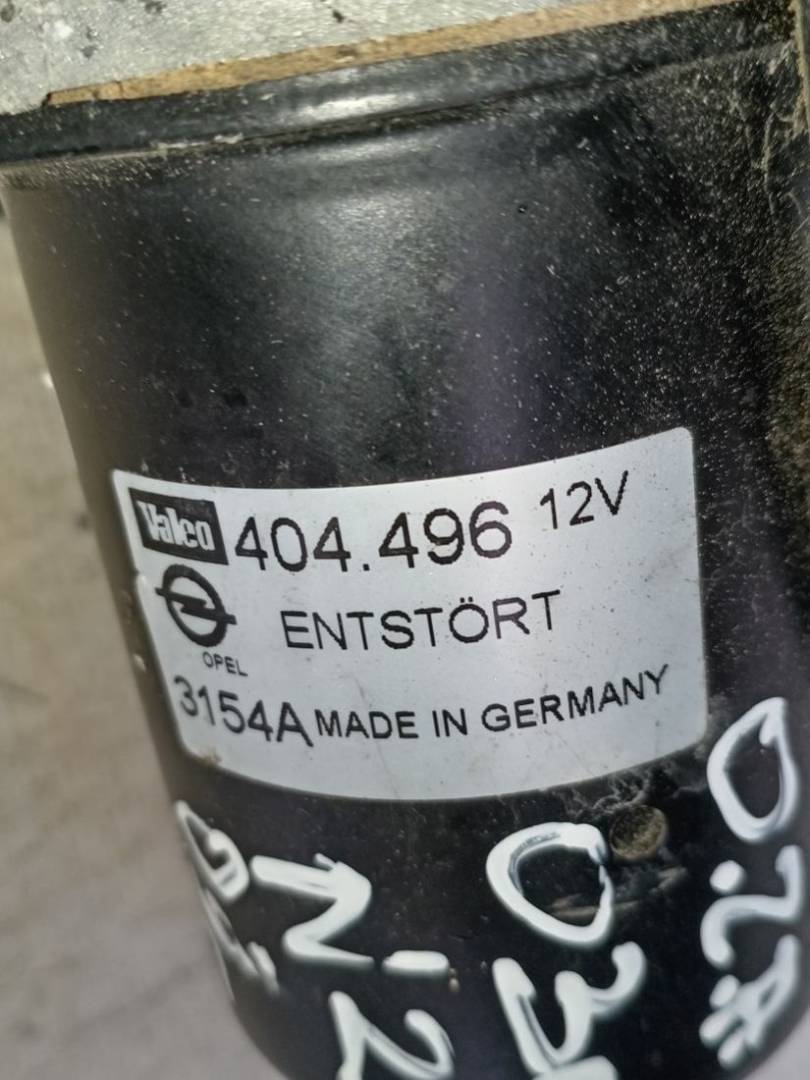 Valeo 404.496 12V
ENTSTÖRT
OPEL
3154A MADE IN GERMANY